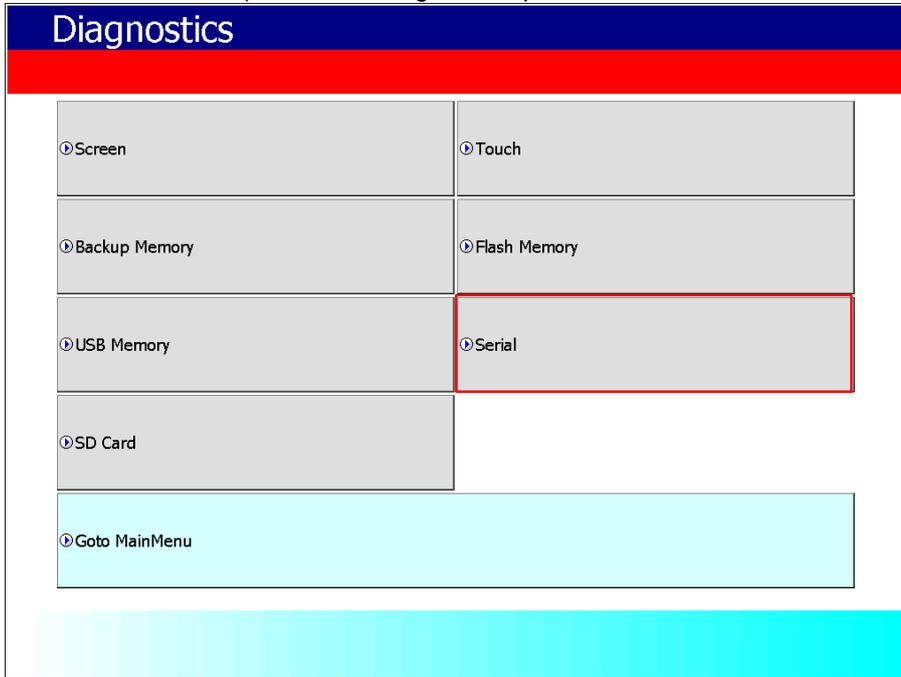 Diagnostics
Screen
Touch
Backup Memory
Flash Memory
USB Memory
Serial
SD Card
Goto MainMenu